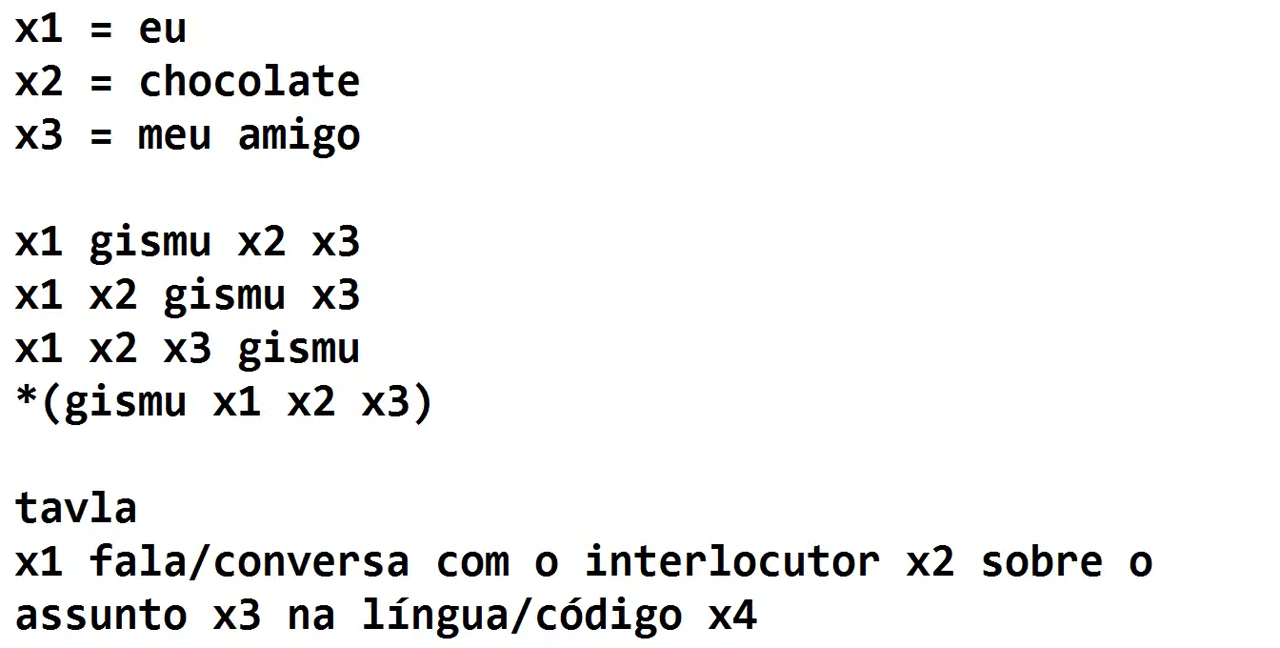 x1 = eu
x2 = chocolate
x3 = meu amigo
x1 gismu x2 x3
x1 x2 gismu x3
x1 x2 x3 gismu
*(gismu x1 x2 x3)
tavla
x1 fala/conversa com o interlocutor x2 sobre o
assunto x3 na língua/código x4